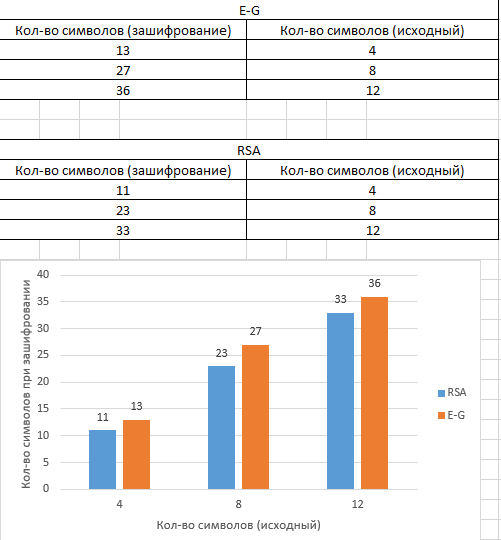 E-G
Кол-во символов (зашифрование) Кол-во символов (исходный)
13 4
27 8
36 12
RSA
Кол-во символов (зашифрование) Кол-во символов (исходный)
11 4
23 8
33 12
Кол-во символов при зашифровании
40
35
30
25
20
15
10
5
0
11 13
23 27
33 36
4 8 12
Кол-во символов (исходный)
RSA
E-G